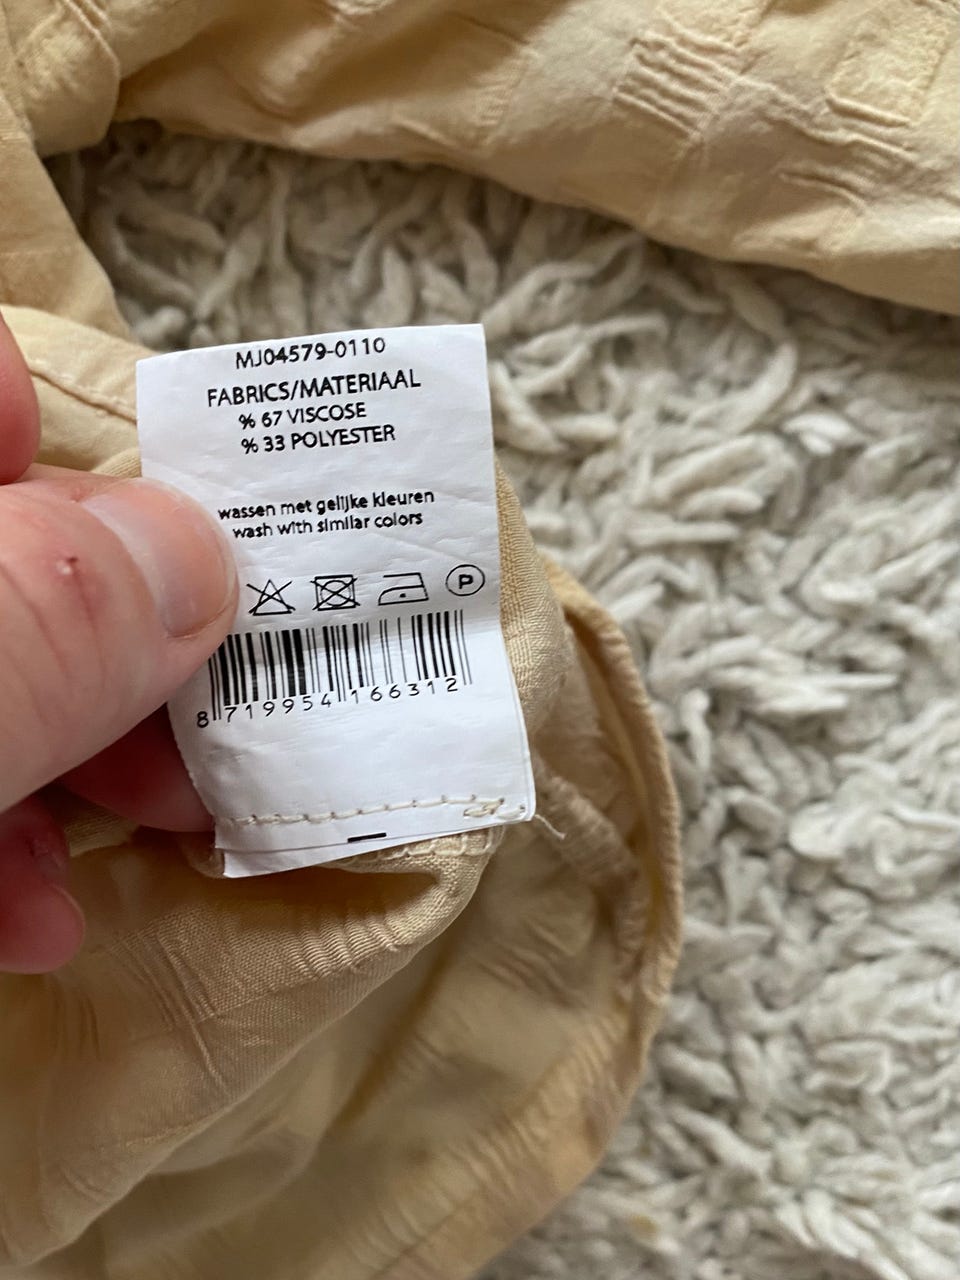 MJ04579-0110
FABRICS/MATERIAAL
% 67 VISCOSE
% 33 POLYESTER
wassen met gelijke kleuren
wash with similar colors
P
8 719954 166312